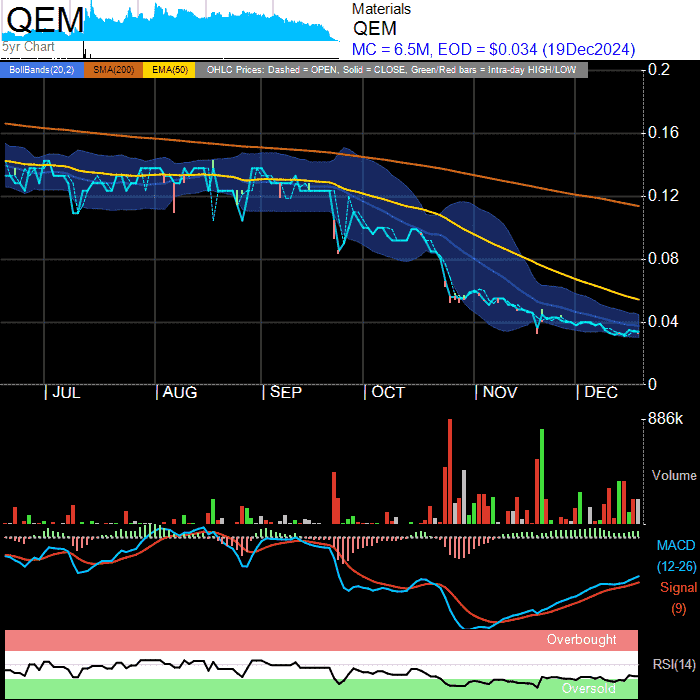 QEM
5yr Chart
Materials
QEM
MC = 6.5M, EOD = $0.034 (19Dec2024)
BollBands(20,2) SMA(200) EMA(50) OHLC Prices: Dashed = OPEN, Solid = CLOSE, Green/Red bars = Intra-day HIGH/LOW
0.2
0.16
0.12
0.08
0.04
0
JUL AUG SEP OCT NOV DEC
886k
Volume
MACD
(12-26)
Signal
(9)
Overbought
RSI(14)
Oversold